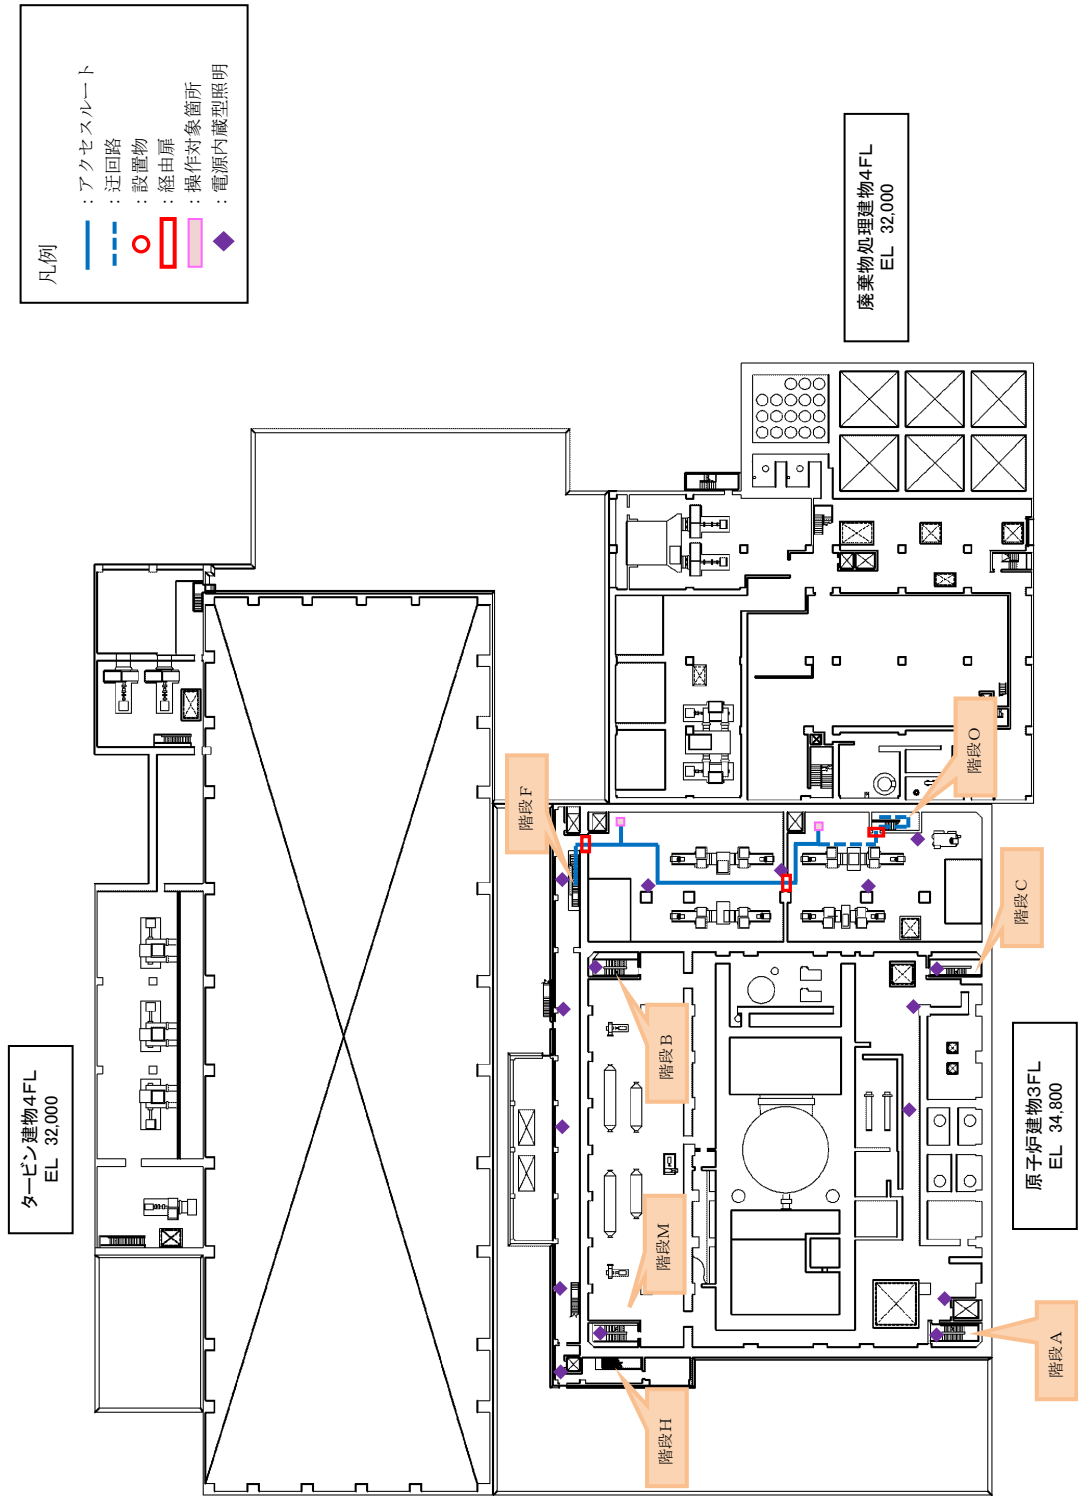 凡例
：アクセスルート
：迂回路
：設置物
：経由扉
：操作対象箇所
：電源内蔵型照明
廃棄物処理建物4FL
EL 32,000
タービン建物4FL
EL 32,000
原子炉建物3FL
EL 34,800
階段F
階段O
階段C
階段B
階段M
階段A
階段H